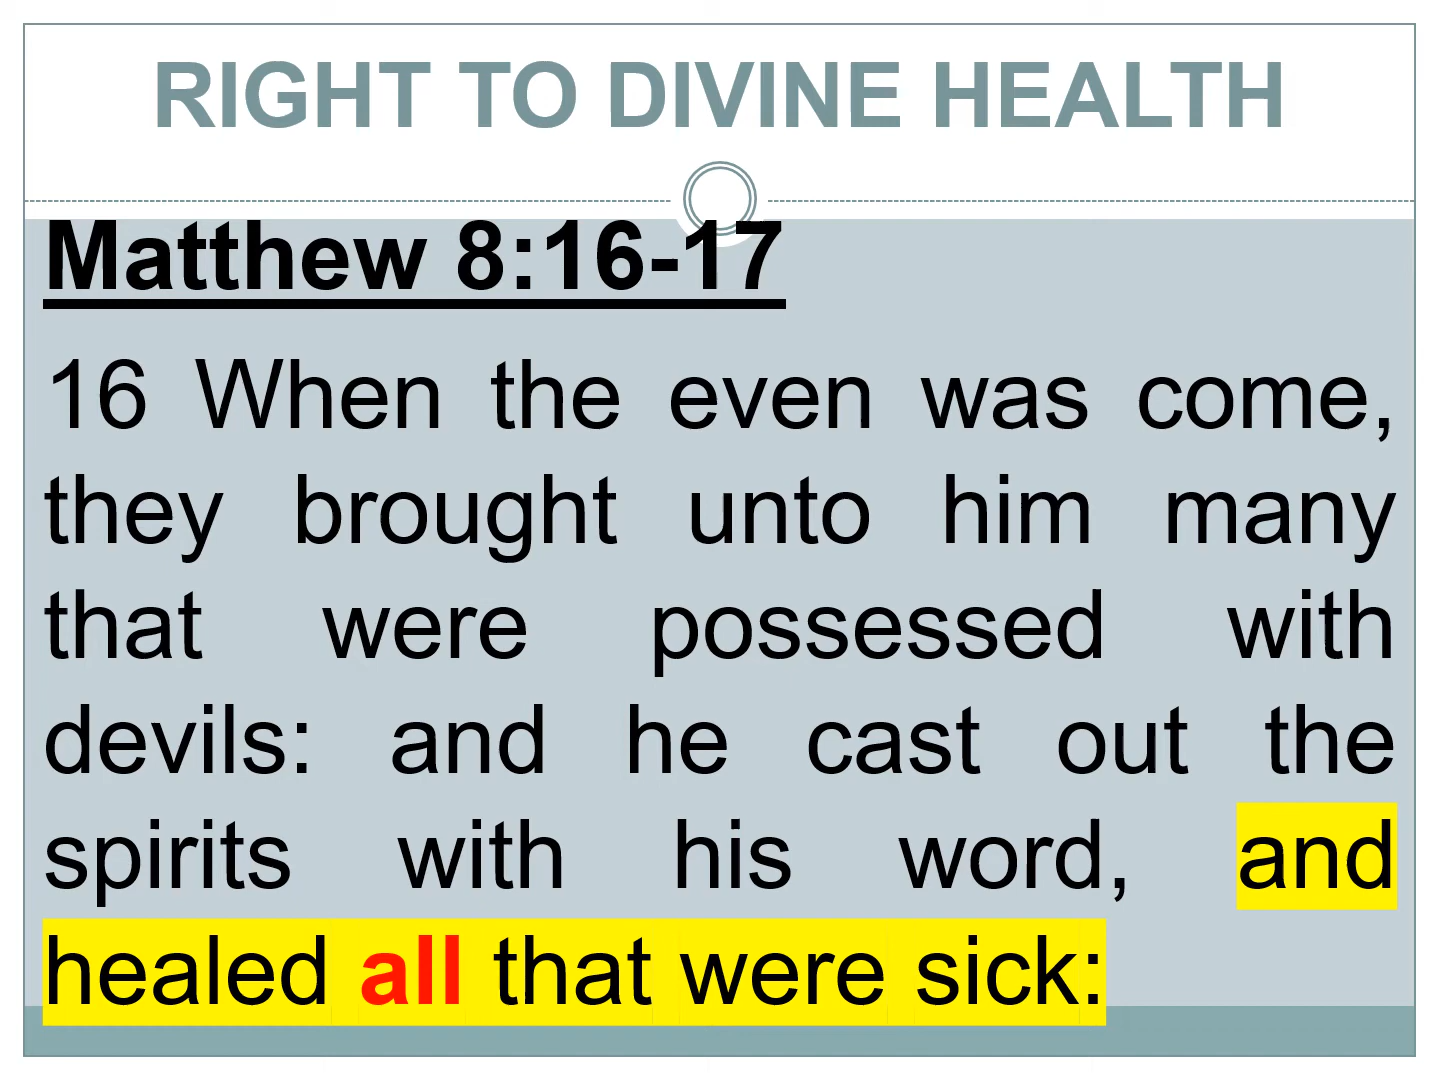 RIGHT TO DIVINE HEALTH
Matthew 8:16-17
16 When the even was come,
they brought unto him many
that were possessed with
devils: and he cast out the
spirits with his word, and
healed all that were sick: